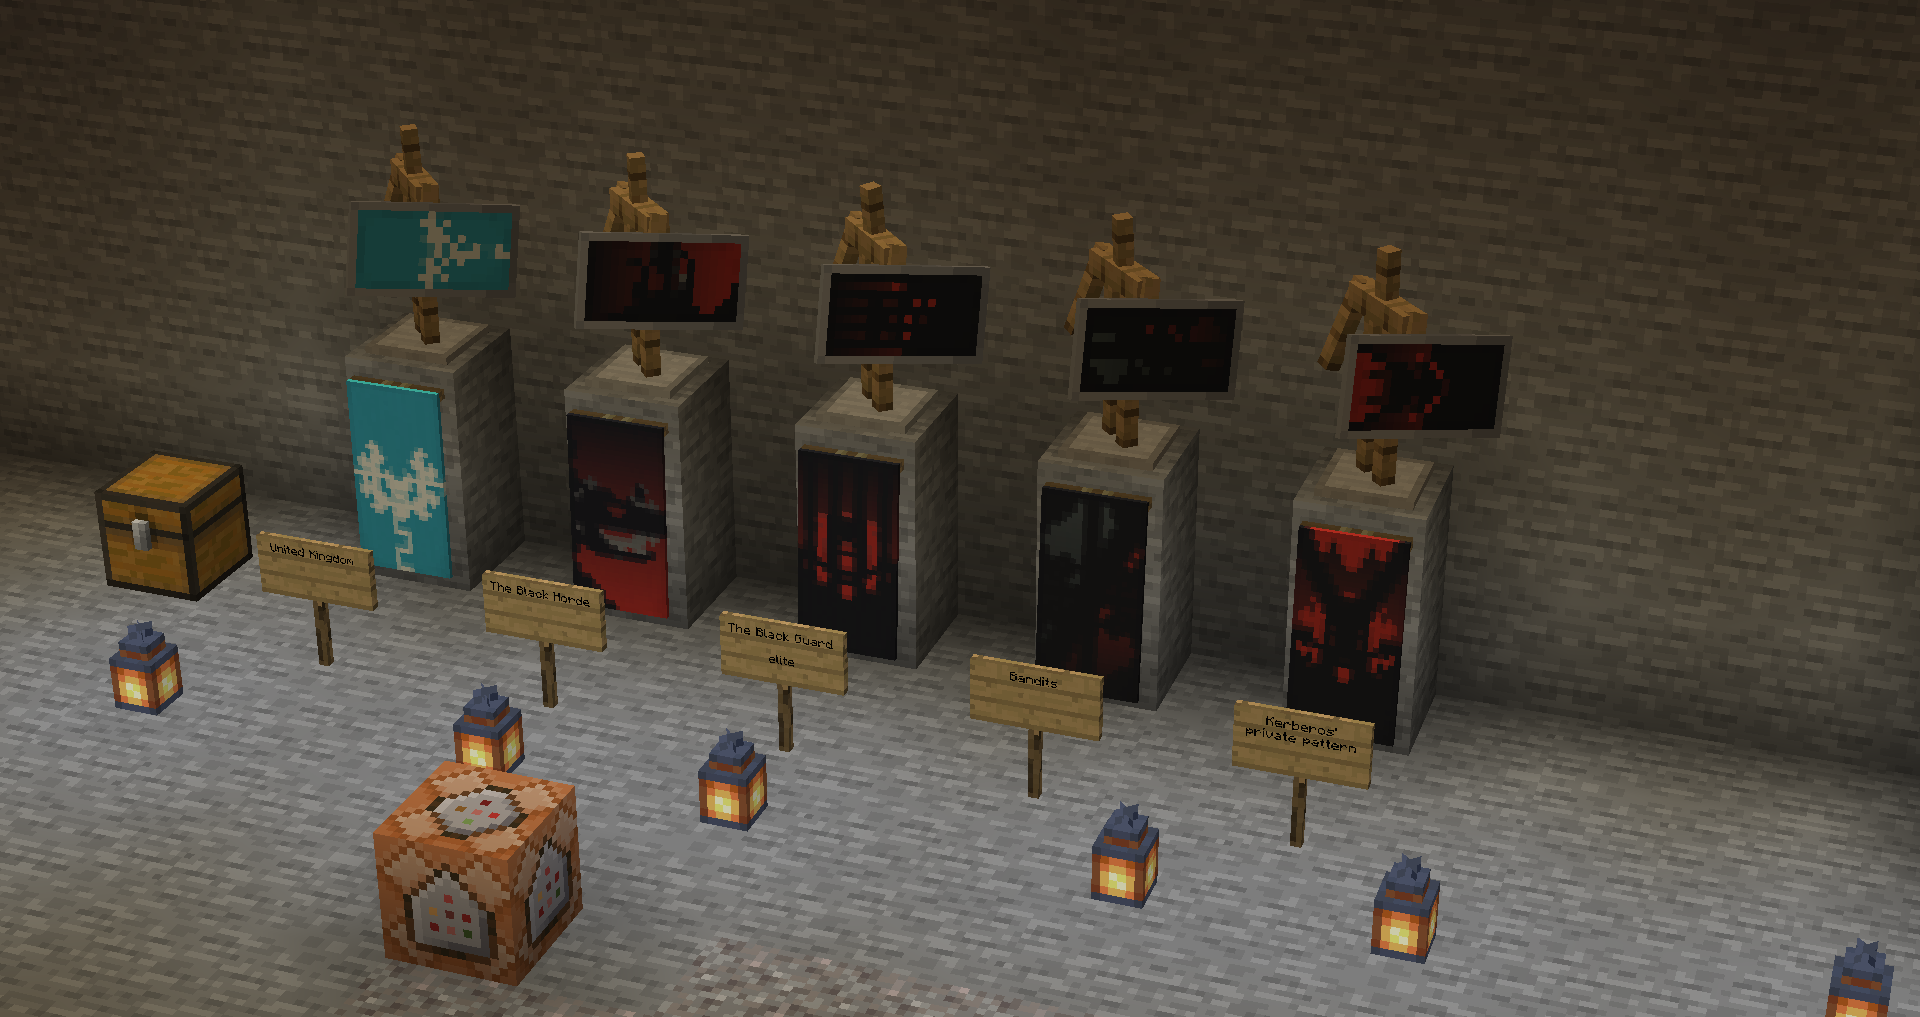 United Kingdom
The Black Horde
The Black Guard
elite
Bandits
Kerberos'
private pattern